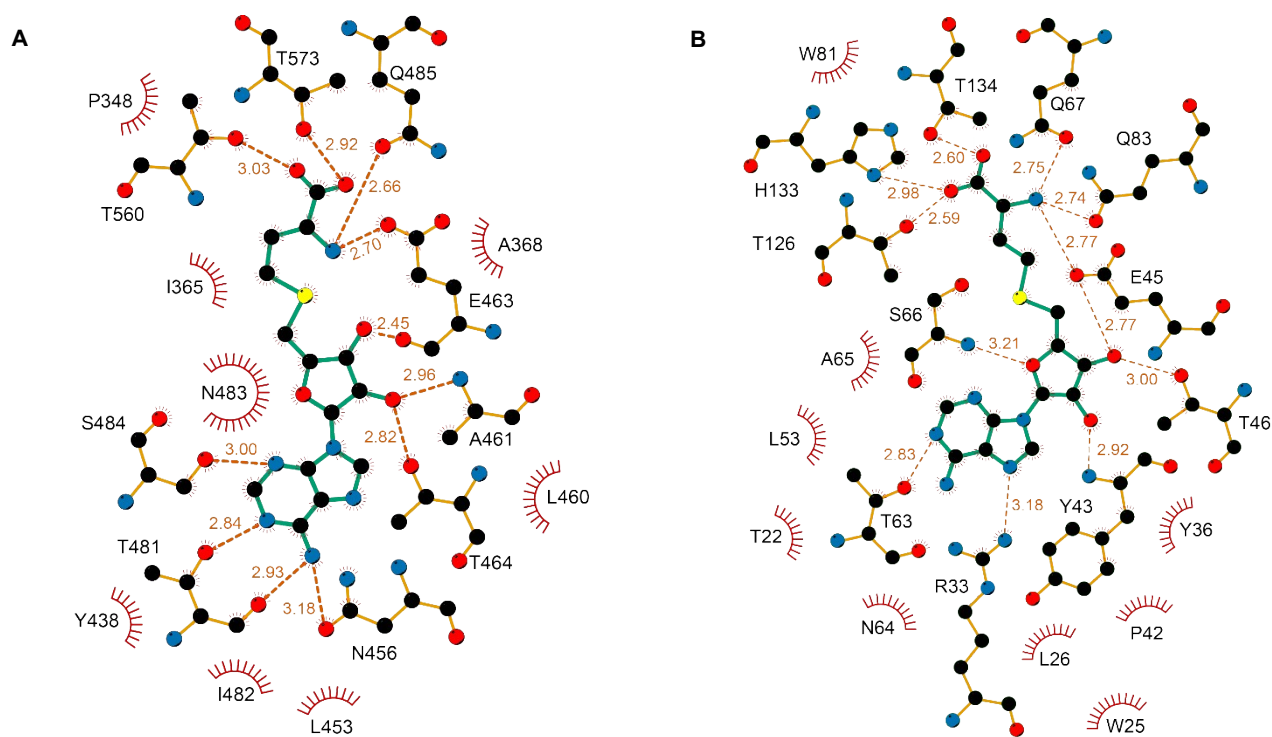 A
T573
Q485
P348
2.92
3.03
2.66
T560
2.70
A368
I365
E463
2.45
2.96
N483
S484
A461
2.82
3.00
L460
2.84
T481
T464
2.93
3.18
Y438
N456
I482
L453
B
W81
T134
Q67
Q83
2.60
2.75
H133
2.98
2.74
2.59
T126
2.77
E45
S66
2.77
3.21
A65
3.00
L53
T46
2.83
2.92
3.18
T63
Y43
T22
Y36
R33
N64
P42
L26
W25